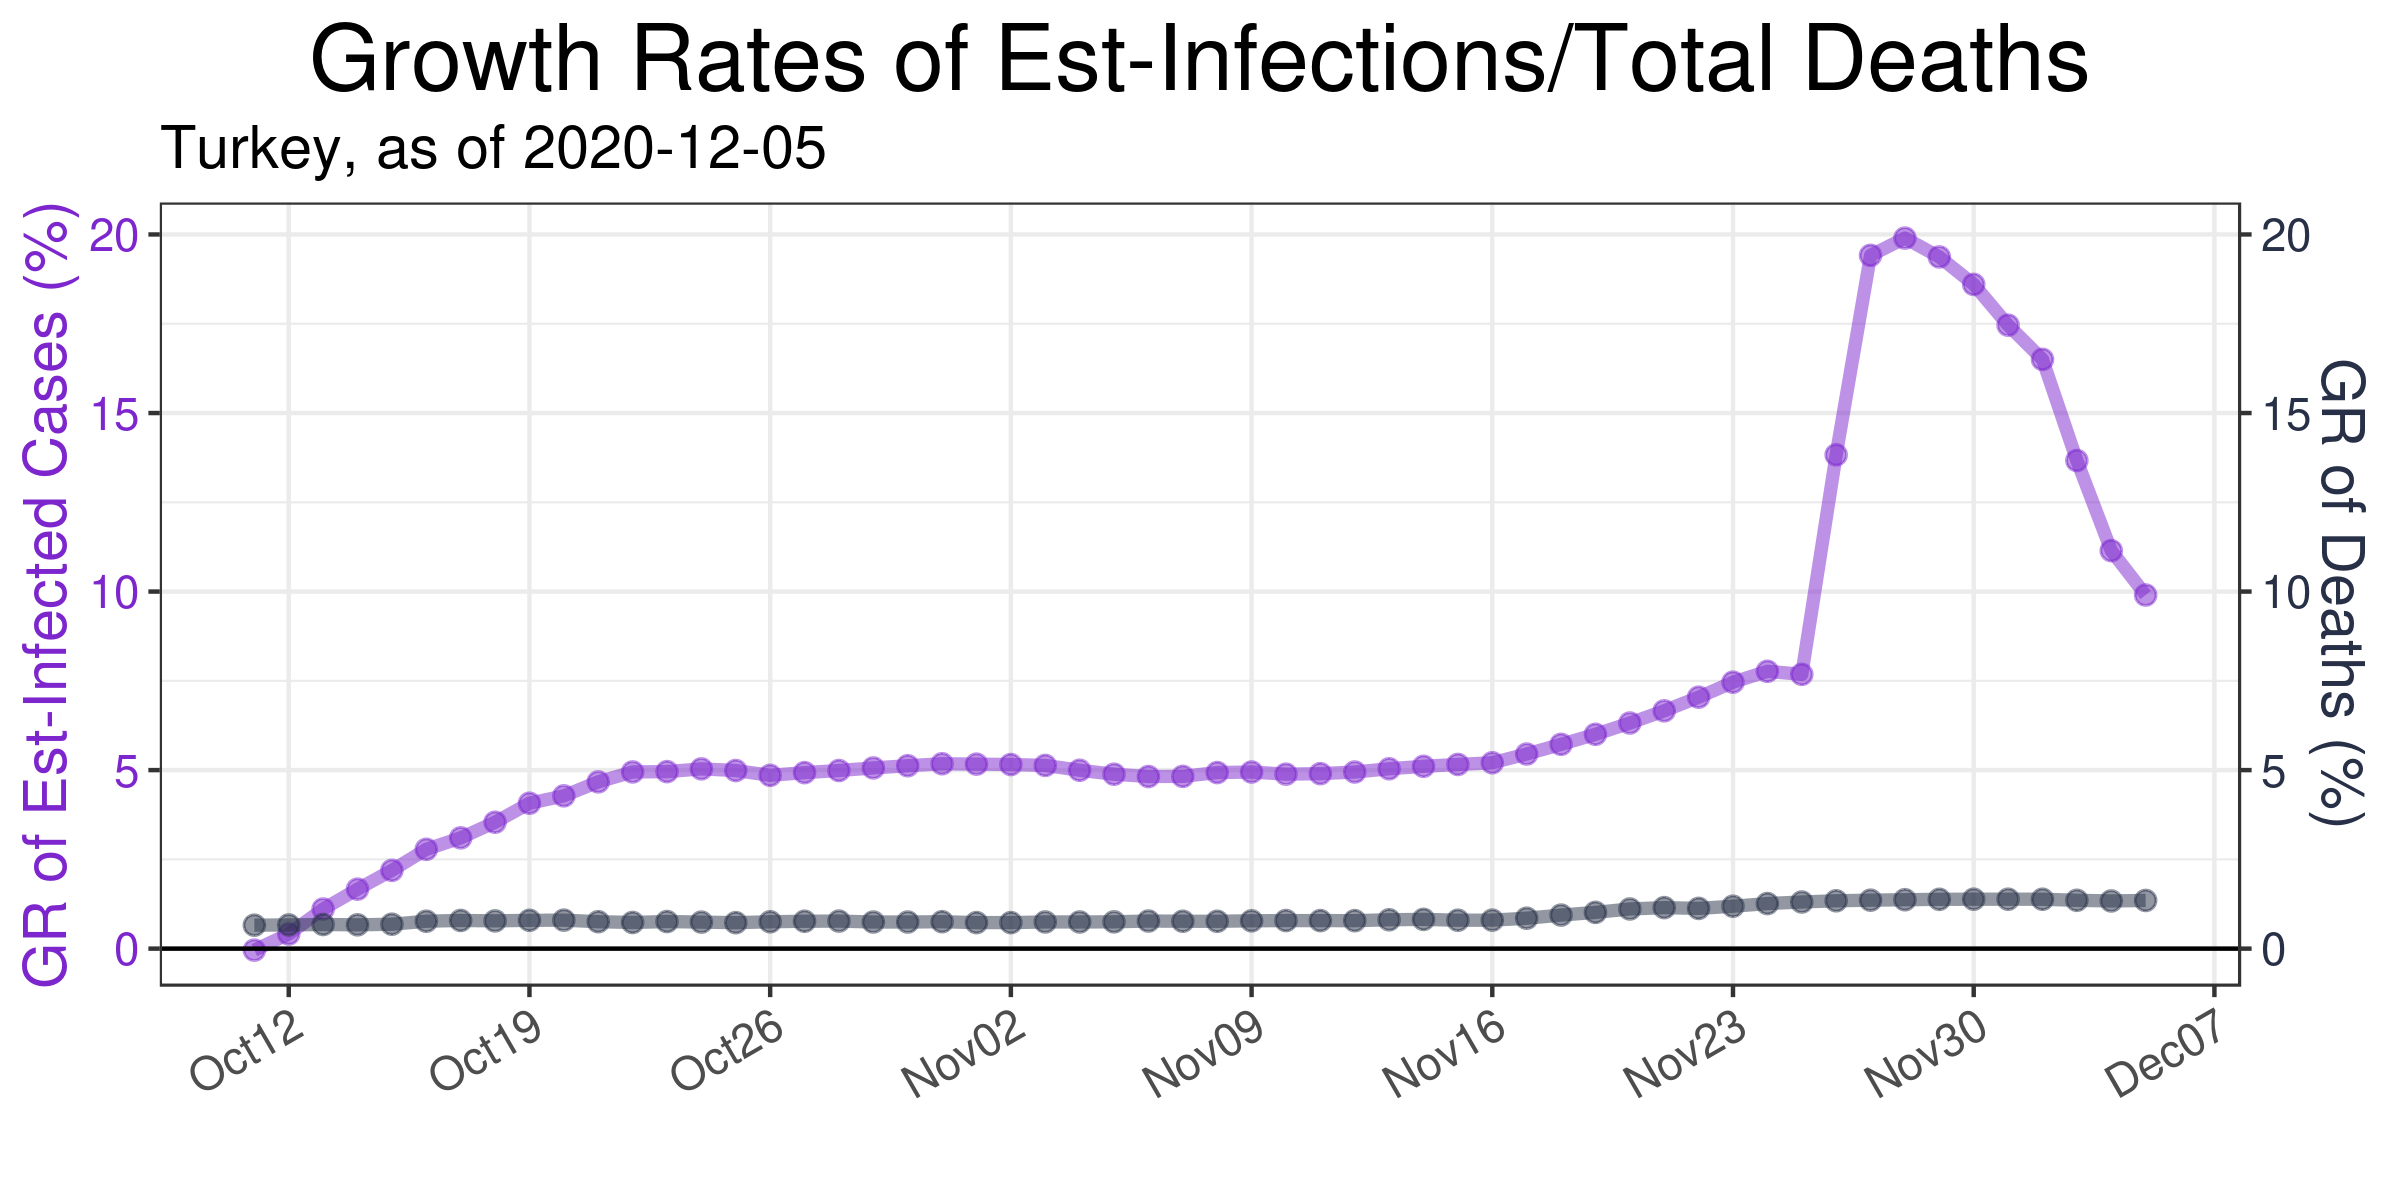 Growth Rates of Est-Infections/Total Deaths
Turkey, as of 2020-12-05
GR of Est-Infected Cases (%)
20
15
10
5
0
20
15
10
5
0
GR of Deaths (%)
Oct12
Oct19
Oct26
Nov02
Nov09
Nov16
Nov23
Nov30
Dec07